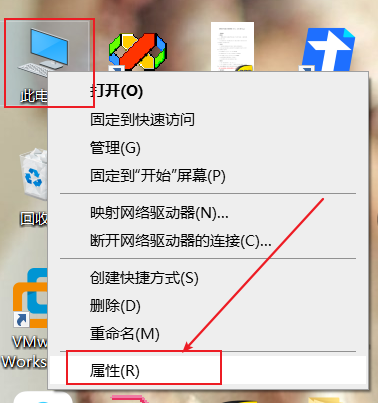 此电
打开(O)
固定到快速访问
管理(G)
固定到“开始”屏幕(P)
回收
映射网络驱动器(N)...
断开网络驱动器的连接(C)...
创建快捷方式(S)
删除(D)
重命名(M)
VMw
Works
属性(R)